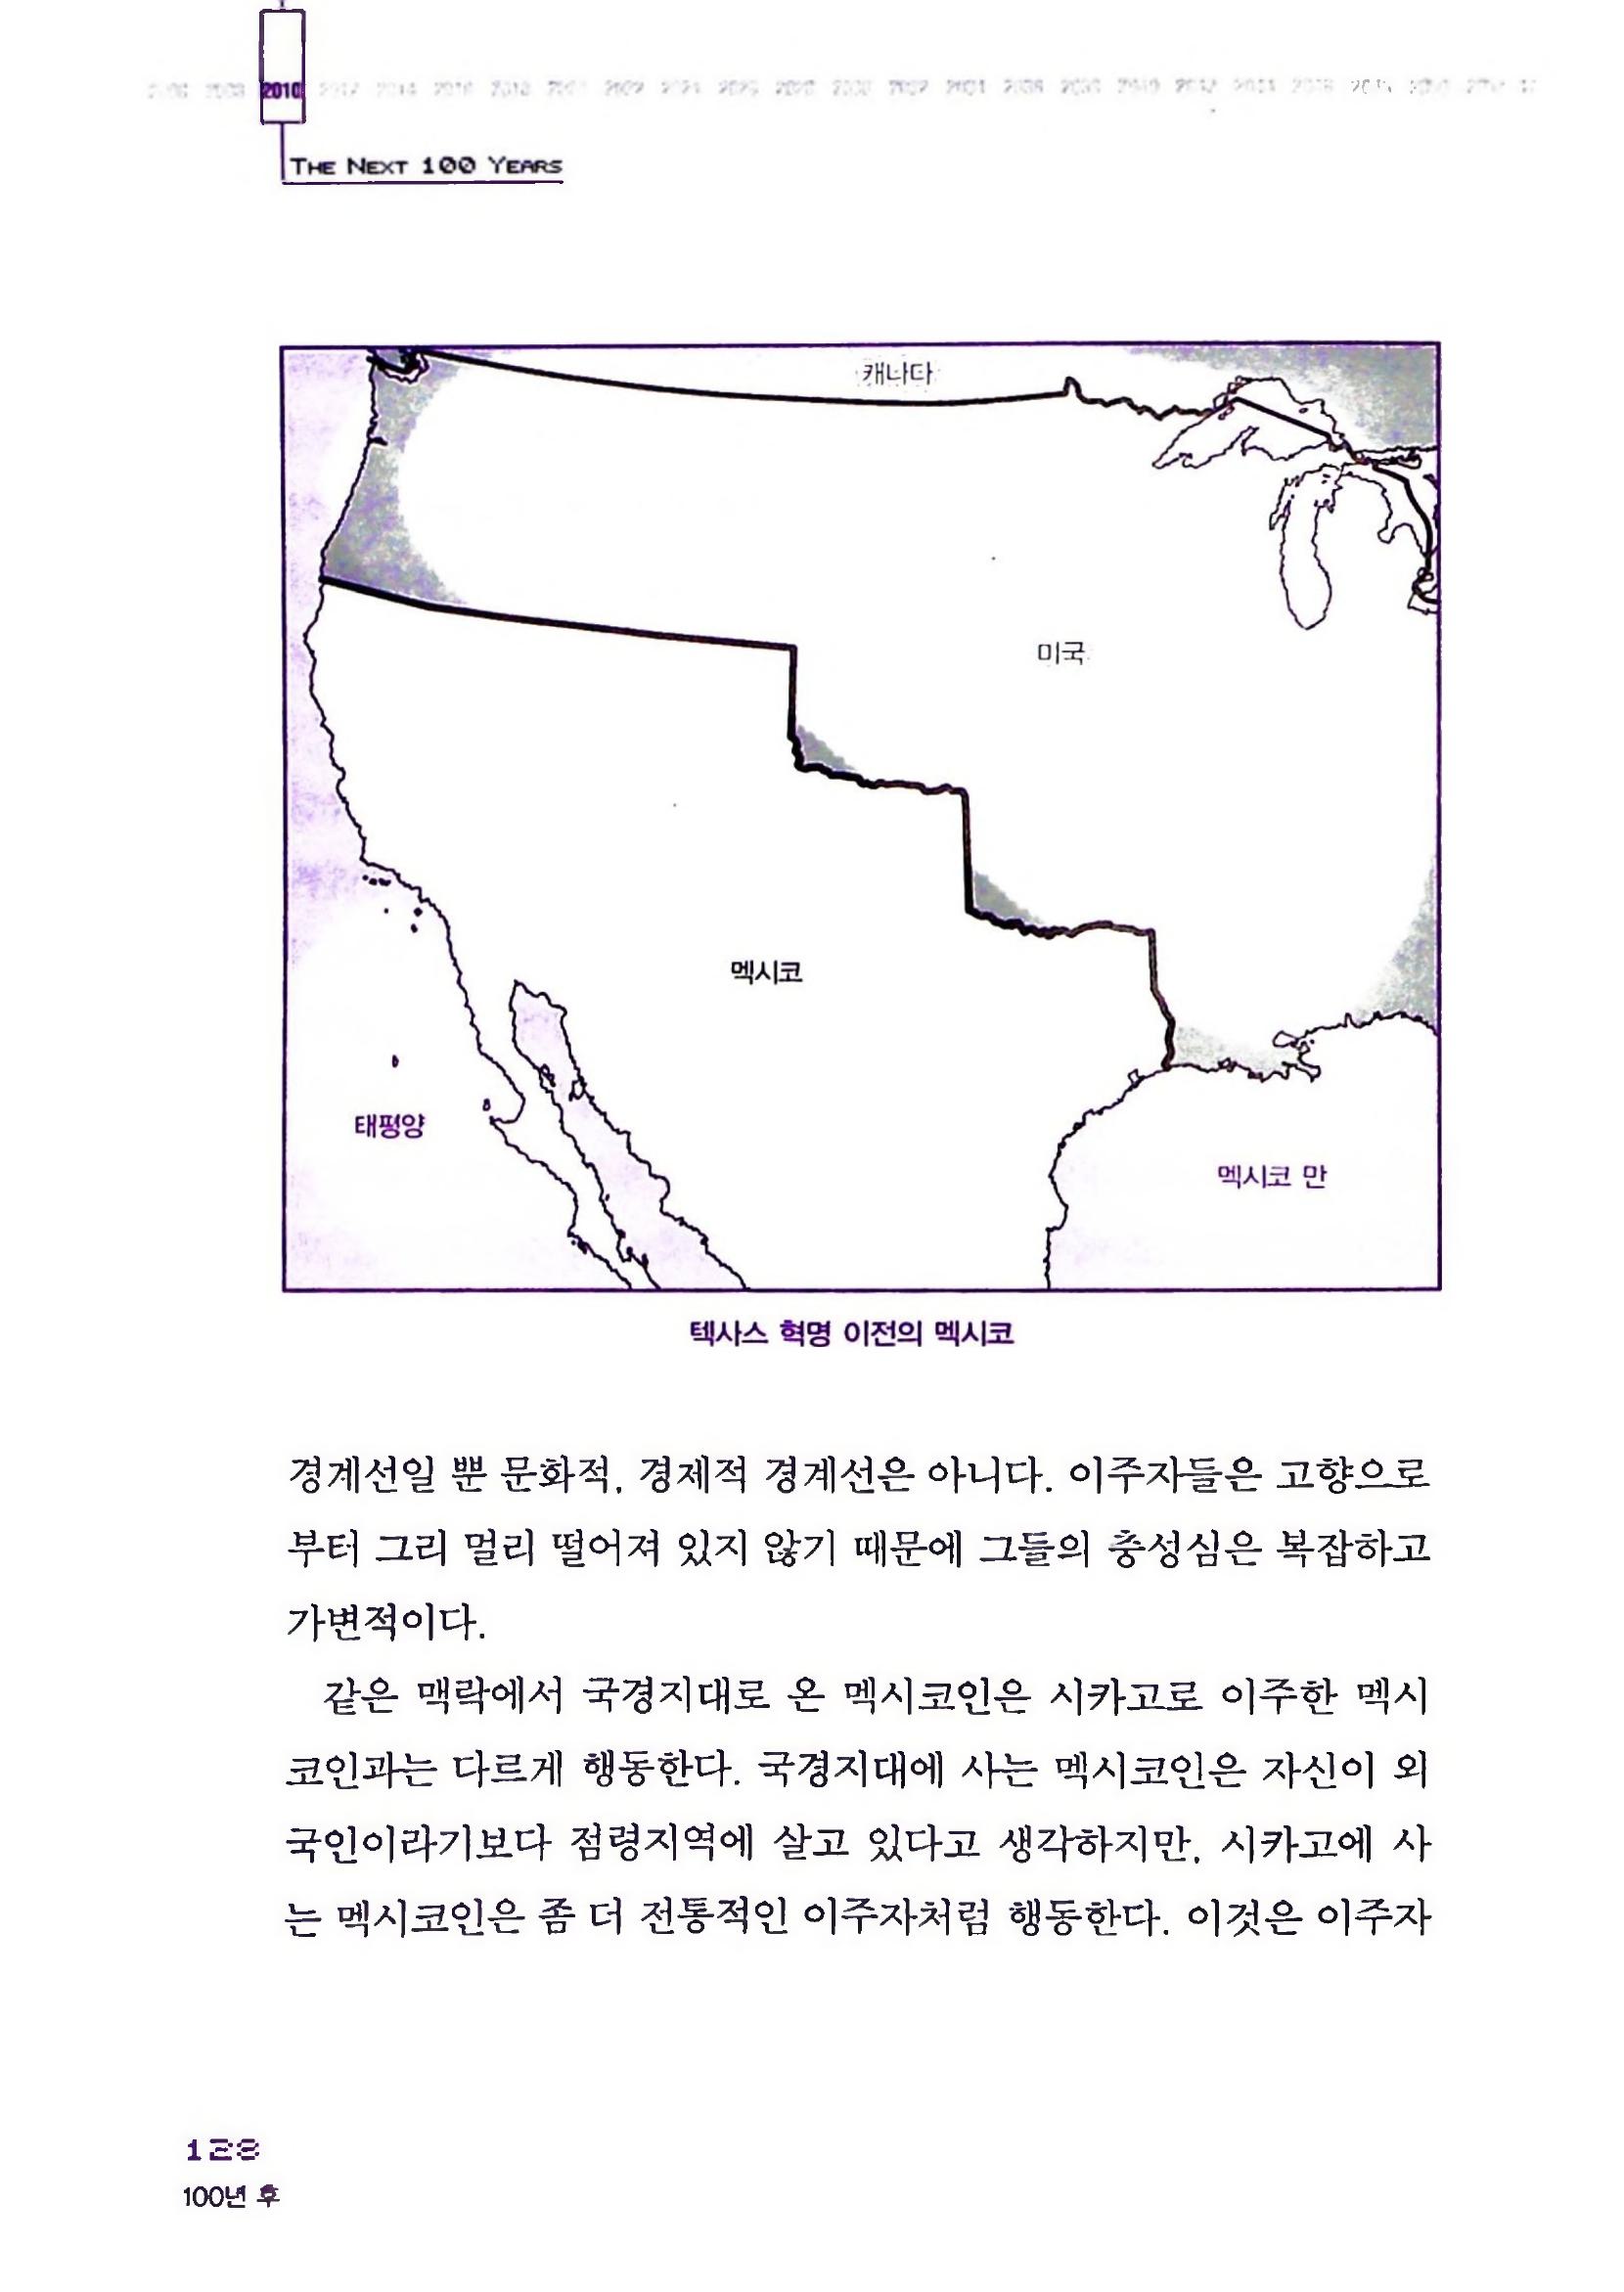 2010
THE NEXT 100 YEARS
캐나다
미국
멕시코
태평양
멕시코 만
텍사스 혁명 이전의 멕시코
경계선일 뿐 문화적, 경제적 경계선은 아니다. 이주자들은 고향으로
부터 그리 멀리 떨어져 있지 않기 때문에 그들의 충성심은 복잡하고
가변적이다.
같은 맥락에서 국경지대로 온 멕시코인은 시카고로 이주한 멕시
코인과는 다르게 행동한다. 국경지대에 사는 멕시코인은 자신이 외
국인이라기보다 점령지역에 살고 있다고 생각하지만, 시카고에 사
는 멕시코인은 좀 더 전통적인 이주자처럼 행동한다. 이것은 이주자
128
100년 후